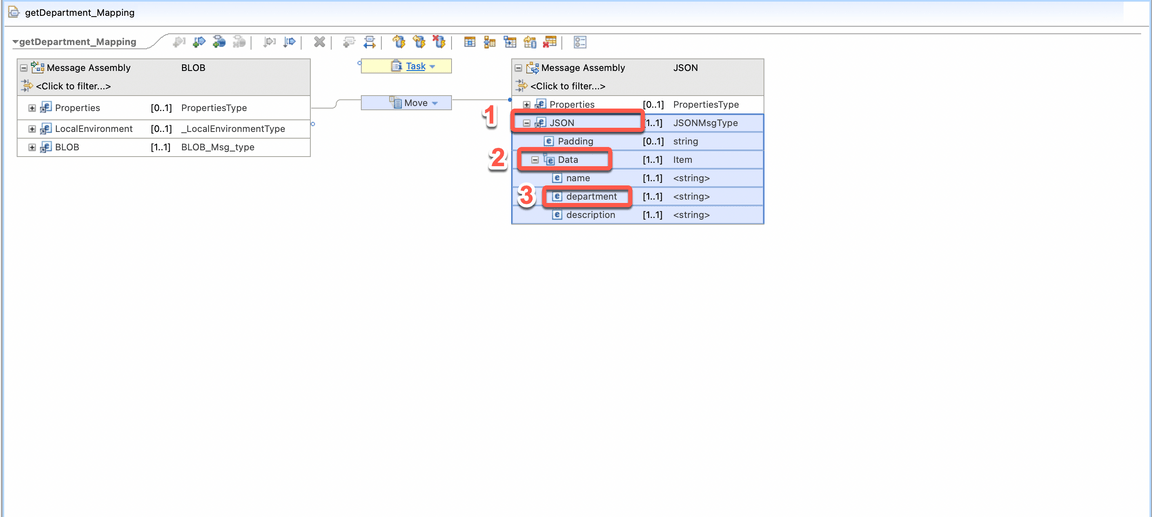 getDepartment_Mapping
getDepartment_Mapping
Message Assembly BLOB
<Click to filter...>
Properties [0..1] PropertiesType
LocalEnvironment [0..1] _LocalEnvironmentType
BLOB [1..1] BLOB_Msg_type
Task
Move
Message Assembly JSON
<Click to filter...>
Properties [0..1] PropertiesType
1
JSON 1..1] JSONMsgType
Padding [0..1] string
2
Data [1..1] Item
name [1..1] <string>
3
department [1..1] <string>
description [1..1] <string>